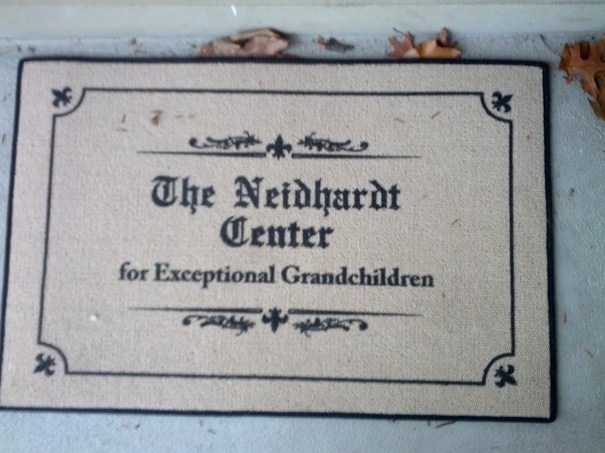 The Neidhardt
Center
for Exceptional Grandchildren